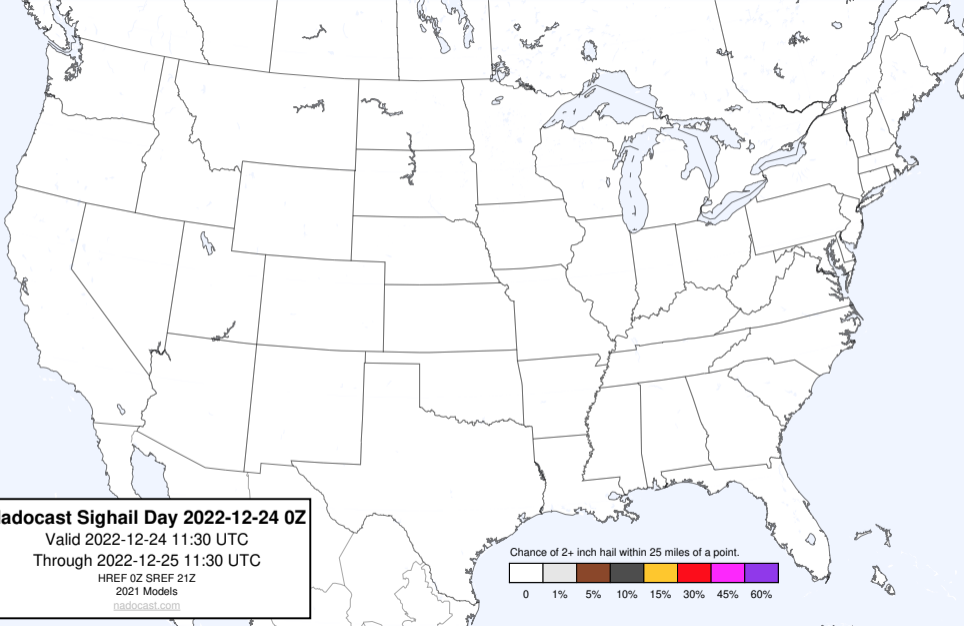 adocast Sighail Day 2022-12-24 0Z
Valid 2022-12-24 11:30 UTC
Through 2022-12-25 11:30 UTC
HREF 0Z SREF 21Z
2021 Models
nadocast.com
Chance of 2+ inch hail within 25 miles of a point.
0 1% 5% 10% 15% 30% 45% 60%